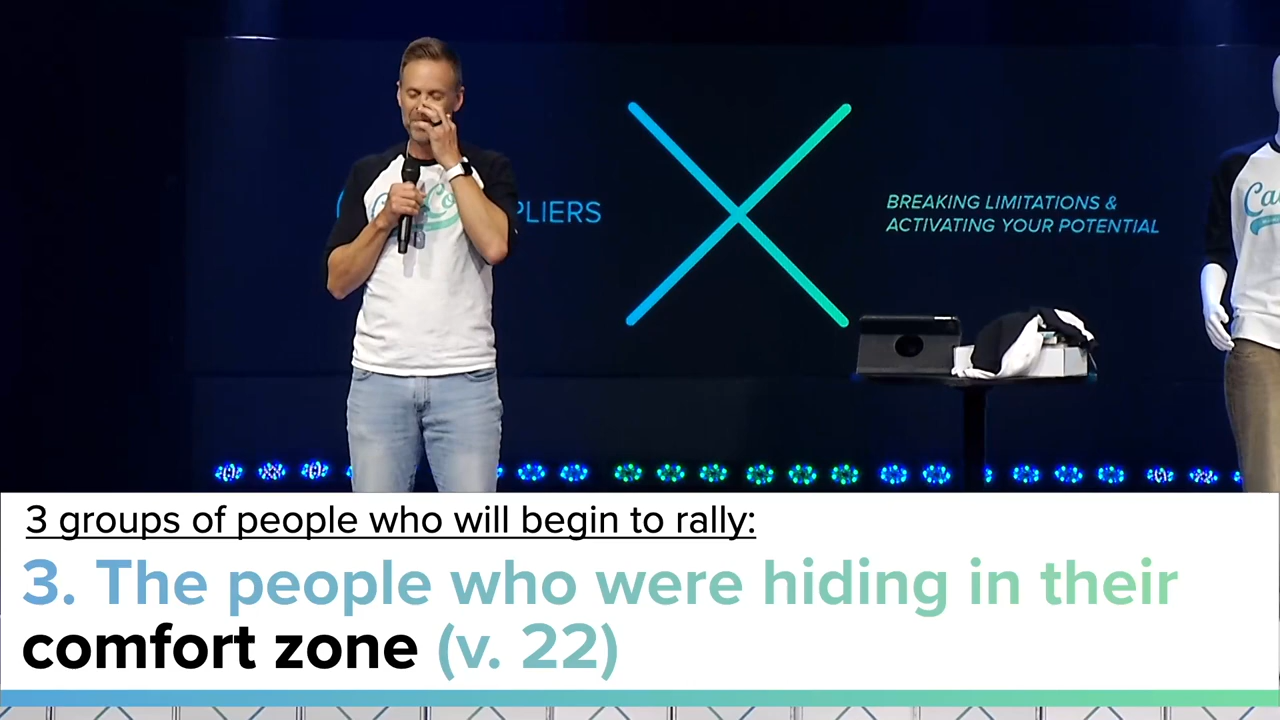 PLIERS
BREAKING LIMITATIONS &
ACTIVATING YOUR POTENTIAL
Ca
3 groups of people who will begin to rally:
3. The people who were hiding in their
comfort zone (v. 22)